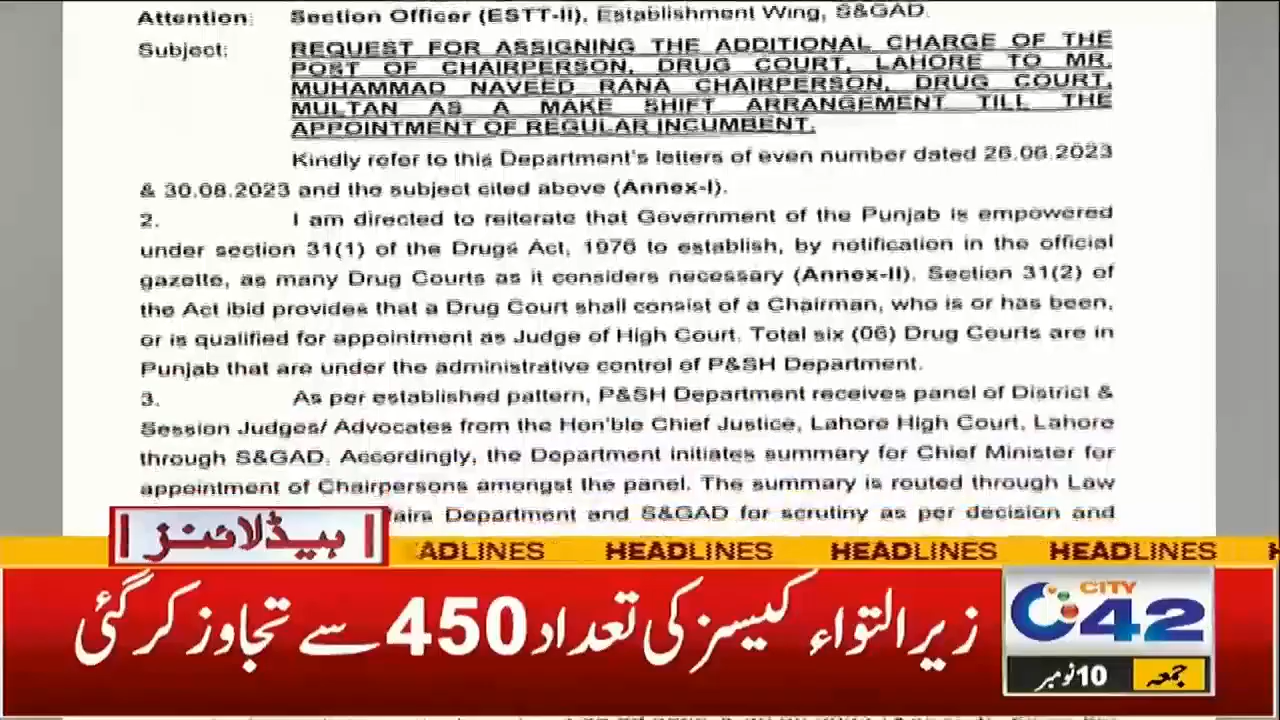 Attention: Section Officer (ESTT-II), Establishment Wing, S&GAD.
Subject: REQUEST FOR ASSIGNING THE ADDITIONAL CHARGE OF THE
POST OF CHAIRPERSON, DRUG COURT, LAHORE TO MR.
MUHAMMAD NAVEED RANA CHAIRPERSON, DRUG COURT,
MULTAN AS A MAKE SHIFT ARRANGEMENT TILL THE
APPOINTMENT OF REGULAR INCUMBENT.
Kindly refer to this Department's letters of even number dated 26.06.2023
& 30.08.2023 and the subject cited above (Annex-I).
2. I am directed to reiterate that Government of the Punjab is empowered
under section 31(1) of the Drugs Act, 1976 to establish, by notification in the official
gazette, as many Drug Courts as it considers necessary (Annex-II). Section 31(2) of
the Act ibid provides that a Drug Court shall consist of a Chairman, who is or has been,
or is qualified for appointment as Judge of High Court. Total six (06) Drug Courts are in
Punjab that are under the administrative control of P&SH Department.
3. As per established pattern, P&SH Department receives panel of District &
Session Judges/ Advocates from the Hon'ble Chief Justice, Lahore High Court, Lahore
through S&GAD. Accordingly, the Department initiates summary for Chief Minister for
appointment of Chairpersons amongst the panel. The summary is routed through Law
Department and S&GAD for scrutiny as per decision and
ہیڈلائنز
ADLINES HEADLINES HEADLINES HEADLINES
زیر التواء کیسز کی تعداد 450 سے تجاوز کر گئی
CITY
42
جمعہ 10 نومبر